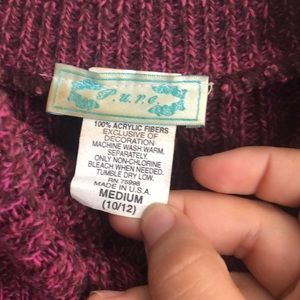 P.U.R.E.
100% ACRYLIC FIBERS
EXCLUSIVE OF
DECORATION
MACHINE WASH WARM,
SEPARATELY.
ONLY NON-CHLORINE
BLEACH WHEN NEEDED.
TUMBLE DRY LOW.
RN 75996
MADE IN U.S.A.
MEDIUM
(10/12)